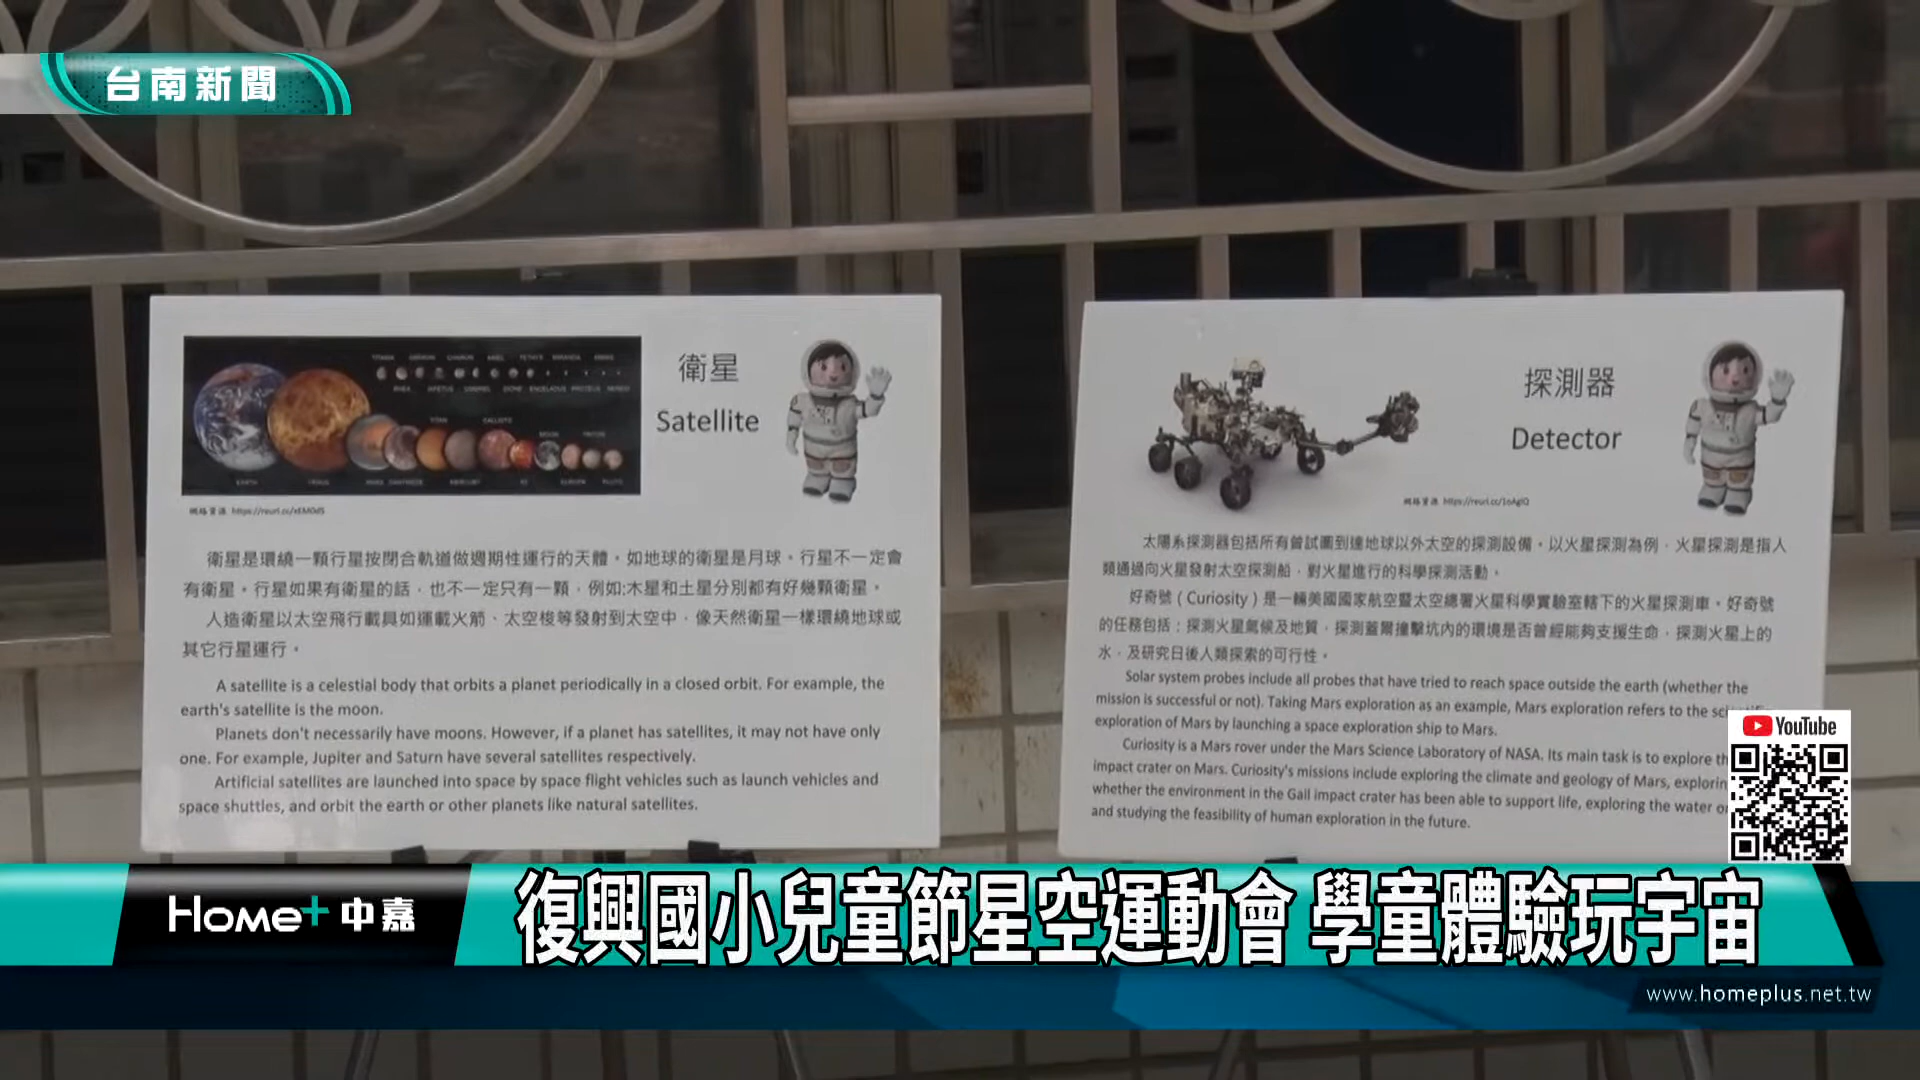 台南新聞
衛星
Satellite
網路資源 https://reurl.cc/xEM0d5
衛星是環繞一顆行星按閉合軌道做週期性運行的天體。如地球的衛星是月球。行星不一定會
有衛星。行星如果有衛星的話，也不一定只有一顆，例如:木星和土星分別都有好幾顆衛星。
人造衛星以太空飛行載具如運載火箭、太空梭等發射到太空中，像天然衛星一樣環繞地球或
其它行星運行。
A satellite is a celestial body that orbits a planet periodically in a closed orbit. For example, the
earth's satellite is the moon.
Planets don't necessarily have moons. However, if a planet has satellites, it may not have only
one. For example, Jupiter and Saturn have several satellites respectively.
Artificial satellites are launched into space by space flight vehicles such as launch vehicles and
space shuttles, and orbit the earth or other planets like natural satellites.
探測器
Detector
網路資源 https://reurl.cc/1oAglQ
太陽系探測器包括所有曾試圖到達地球以外太空的探測設備。以火星探測為例，火星探測是指人
類通過向火星發射太空探測船，對火星進行的科學探測活動。
好奇號（Curiosity）是一輛美國國家航空暨太空總署火星科學實驗室轄下的火星探測車。好奇號
的任務包括：探測火星氣候及地質，探測蓋爾撞擊坑內的環境是否曾經能夠支援生命，探測火星上的
水，及研究日後人類探索的可行性。
Solar system probes include all probes that have tried to reach space outside the earth (whether the
mission is successful or not). Taking Mars exploration as an example, Mars exploration refers to the
exploration of Mars by launching a space exploration ship to Mars.
Curiosity is a Mars rover under the Mars Science Laboratory of NASA. Its main task is to explore
impact crater on Mars. Curiosity's missions include exploring the climate and geology of Mars,
whether the environment in the Gail impact crater has been able to support life, exploring the water
and studying the feasibility of human exploration in the future.
YouTube
Home+ 中嘉
復興國小兒童節星空運動會 學童體驗玩宇宙
www.homeplus.net.tw